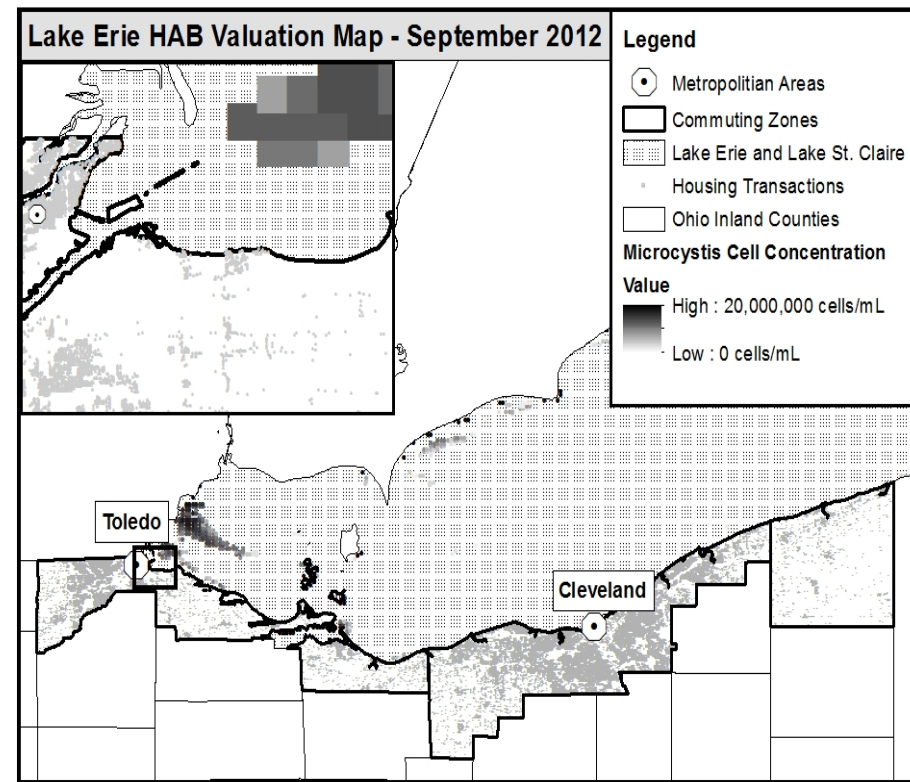 Lake Erie HAB Valuation Map - September 2012
Legend
Metropolitian Areas
Commuting Zones
Lake Erie and Lake St. Claire
Housing Transactions
Ohio Inland Counties
Microcystis Cell Concentration
Value
High : 20,000,000 cells/mL
Low : 0 cells/mL
Toledo
Cleveland